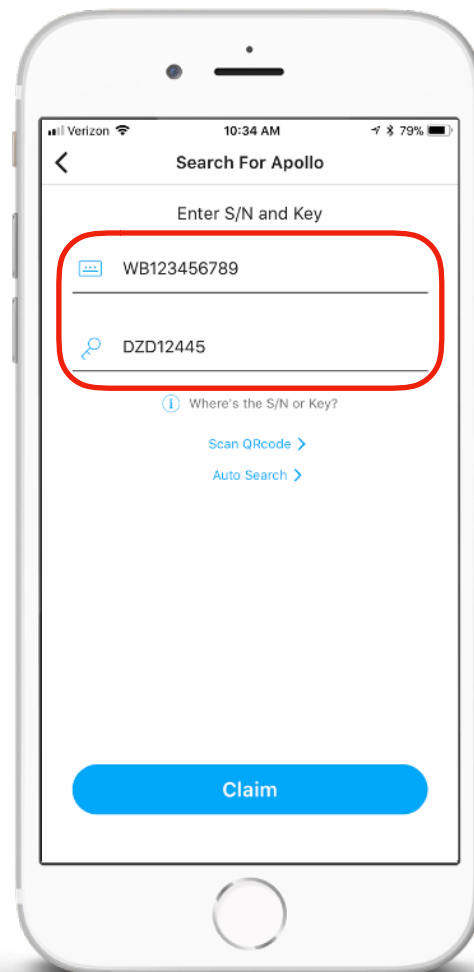 Verizon 10:34 AM 79%
Search For Apollo
Enter S/N and Key
WB123456789
DZD12445
i Where's the S/N or Key?
Scan QRcode
Auto Search
Claim